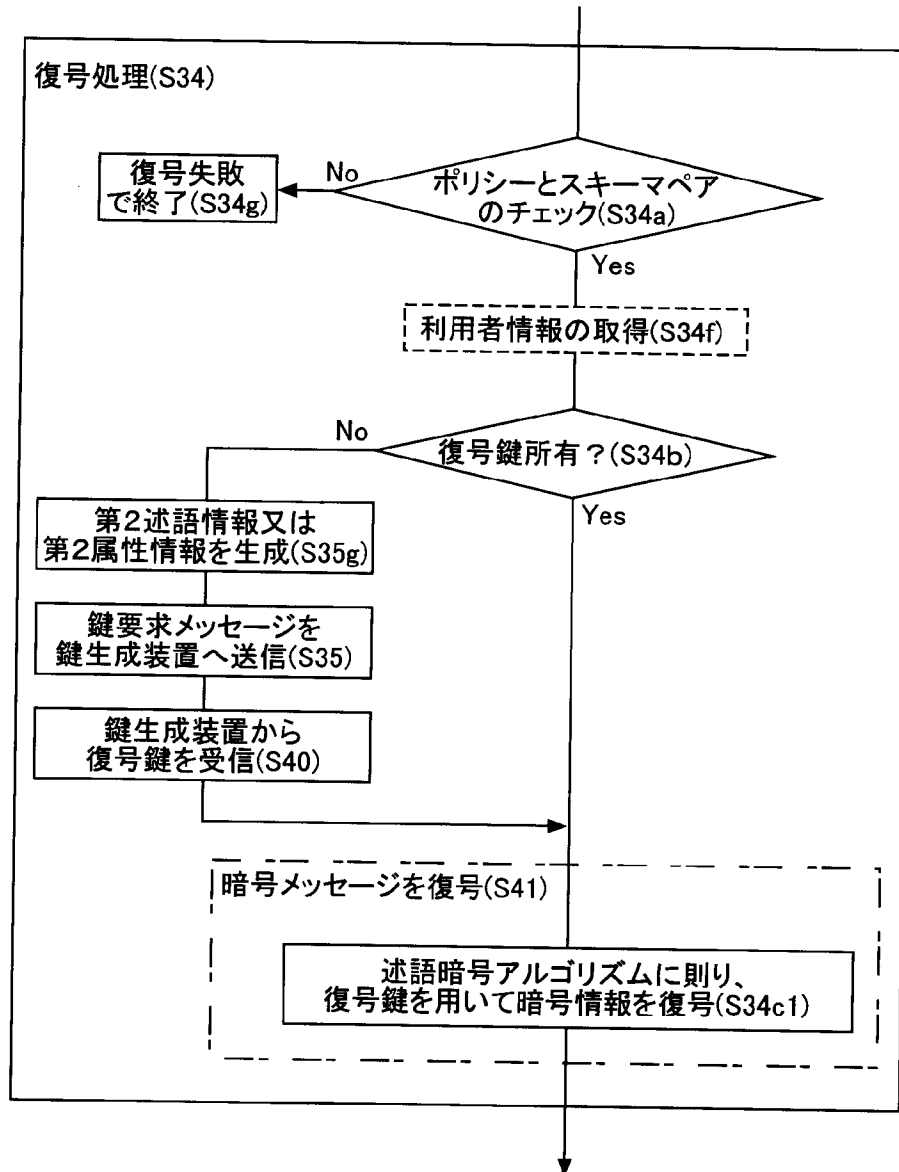 復号処理(S34)
No
復号失敗
で終了(S34g)
ポリシーとスキーマペア
のチェック(S34a)
Yes
利用者情報の取得(S34f)
No
復号鍵所有？(S34b)
Yes
第2述語情報又は
第2属性情報を生成(S35g)
鍵要求メッセージを
鍵生成装置へ送信(S35)
鍵生成装置から
復号鍵を受信(S40)
暗号メッセージを復号(S41)
述語暗号アルゴリズムに則り、
復号鍵を用いて暗号情報を復号(S34c1)